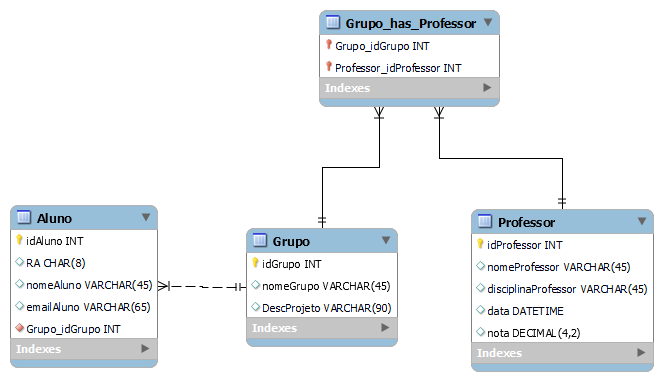 Grupo_has_Professor
Grupo_idGrupo INT
Professor_idProfessor INT
Indexes
Aluno
idAluno INT
RA CHAR(8)
nomeAluno VARCHAR(45)
emailAluno VARCHAR(65)
Grupo_idGrupo INT
Indexes
Grupo
idGrupo INT
nomeGrupo VARCHAR(45)
DescProjeto VARCHAR(90)
Indexes
Professor
idProfessor INT
nomeProfessor VARCHAR(45)
disciplinaProfessor VARCHAR(45)
data DATETIME
nota DECIMAL(4,2)
Indexes